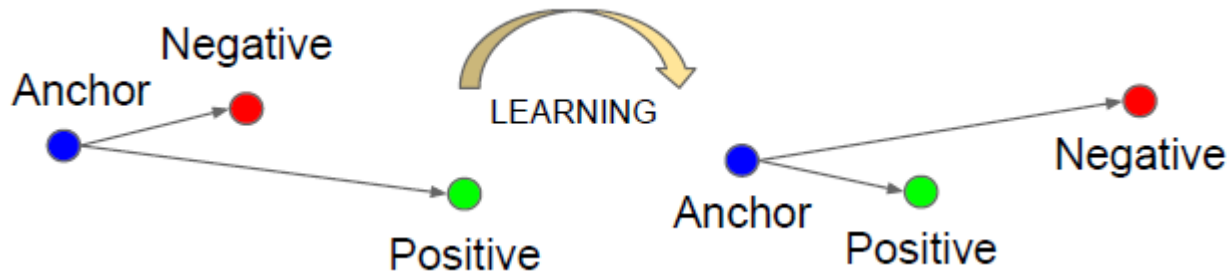 Negative
Anchor
LEARNING
Positive
Negative
Anchor
Positive